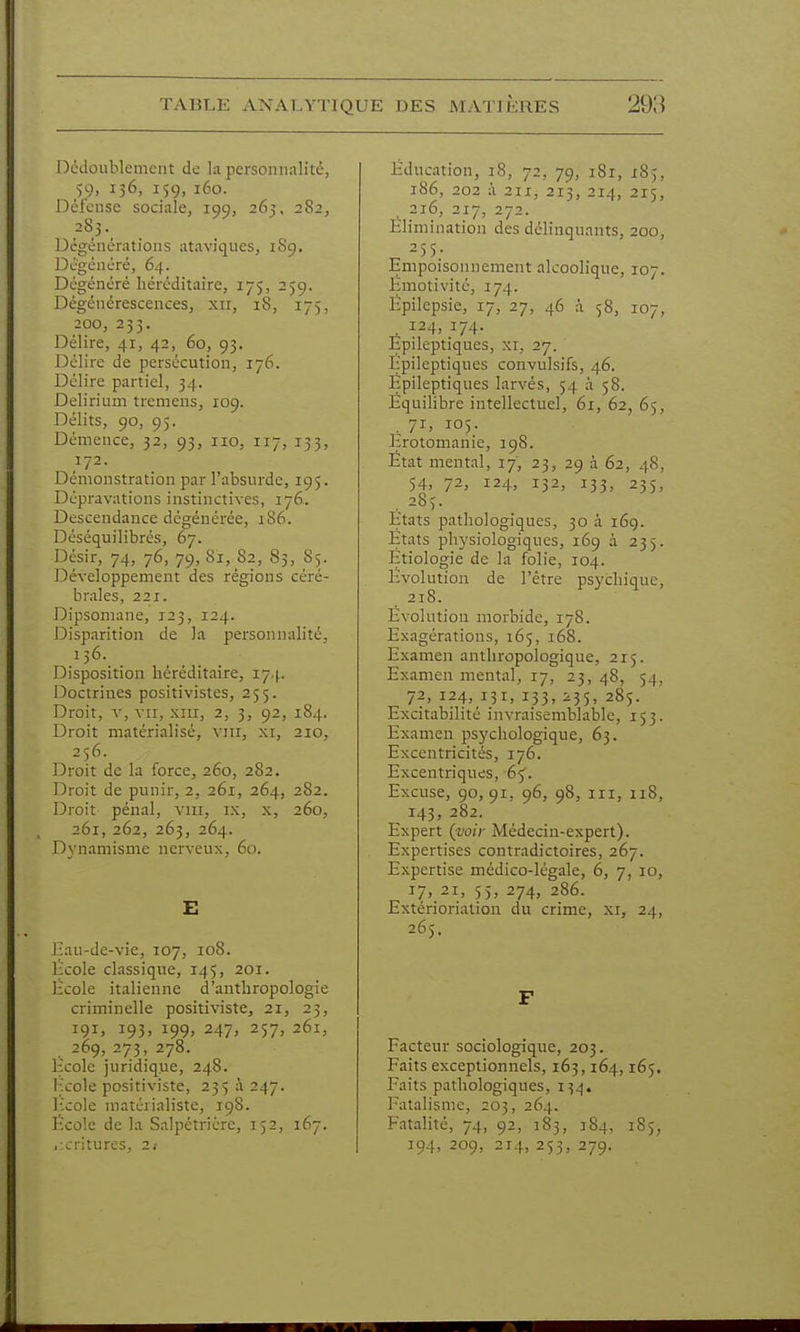 TABLE ANALYTIQUE DES MATIÈRES 293
Dédoublement de la personnalité,
59, 136, 159, 160.
Défense sociale, 199, 263, 282,
283.
Dégénérations ataviques, 189.
Dégénéré, 64.
Dégénéré héréditaire, 175, 259.
Dégénérescences, XII, 18, 175,
200, 233.
Délire, 41, 42, 60, 93.
Délire de persécution, 176.
Délire partiel, 34.
Delirium tremens, 109.
Délits, 90, 95.
Démence, 32, 93, 110, 117, 133,
172.
Démonstration par l'absurde, 195.
Dépravations instinctives, 176.
Descendance dégénérée, 186.
Déséquilibrés, 67.
Désir, 74, 76, 79, 81, 82, 83, 85.
Développement des régions céré-
brales, 221.
Dipsomane, 123, 124.
Disparition de la personnalité,
136.
Disposition héréditaire, 174.
Doctrines positivistes, 255.
Droit, V, VII, XIII, 2, 3, 92, 184.
Droit matérialisé, VIII, XI, 210,
256.
Droit de la force, 260, 282.
Droit de punir, 2, 261, 264, 282.
Droit pénal, VIII, IX, X, 260,
261, 262, 263, 264.
Dynamisme nerveux, 60.
E
Eau-de-vie, 107, 108.
École classique, 145, 201.
École italienne d'anthropologie
criminelle positiviste, 21, 23,
191, 193, 199, 247, 257, 261,
269, 273, 278.
École juridique, 248.
École positiviste, 235 à 247.
École matérialiste, 198.
École de la Salpétrière, 152, 167.
critures, 2
Éducation, 18, 72, 79, 181, 185,
186, 202 à 211, 213, 214, 215,
216, 217, 272.
Élimination des délinquants, 200,
255.
Empoisonnement alcoolique, 107.
Émotivité, 174.
Épilepsie, 17, 27, 46 à 58, 107,
124, 174.
Épileptiques, XI, 27.
Épileptiques convulsifs, 46.
Épileptiques larvés, 54 à 58.
Équilibre intellectuel, 61, 62, 65,
71, 105.
Érotomanie, 198.
État mental, 17, 23, 29 à 62, 48,
54, 72, 124, 132, 133, 235,
285.
États pathologiques, 30 à 169.
États physiologiques, 169 à 235.
Étiologie de la folie, 104.
Évolution de l'être psychique,
218.
Évolution morbide, 178.
Exagérations, 165, 168.
Examen anthropologique, 215.
Examen mental, 17, 23, 48, 54,
72, 124, 131, 133, 235, 285.
Excitabilité invraisemblable, 153.
Examen psychologique, 63.
Excentricités, 176.
Excentriques, 65.
Excuse, 90, 91, 96, 98, 111, 118,
143, 282.
Expert (voir Médecin-expert).
Expertises contradictoires, 267.
Expertise médico-légale, 6, 7, 10,
17, 21, 55, 274, 286.
Extérioriation du crime, XI, 24,
265.
F
Facteur sociologique, 203.
Faits exceptionnels, 163, 164, 165.
Faits pathologiques, 134.
Fatalisme, 203, 264.
Fatalité, 74, 92, 183, 184, 185,
194, 209, 214, 253, 279.